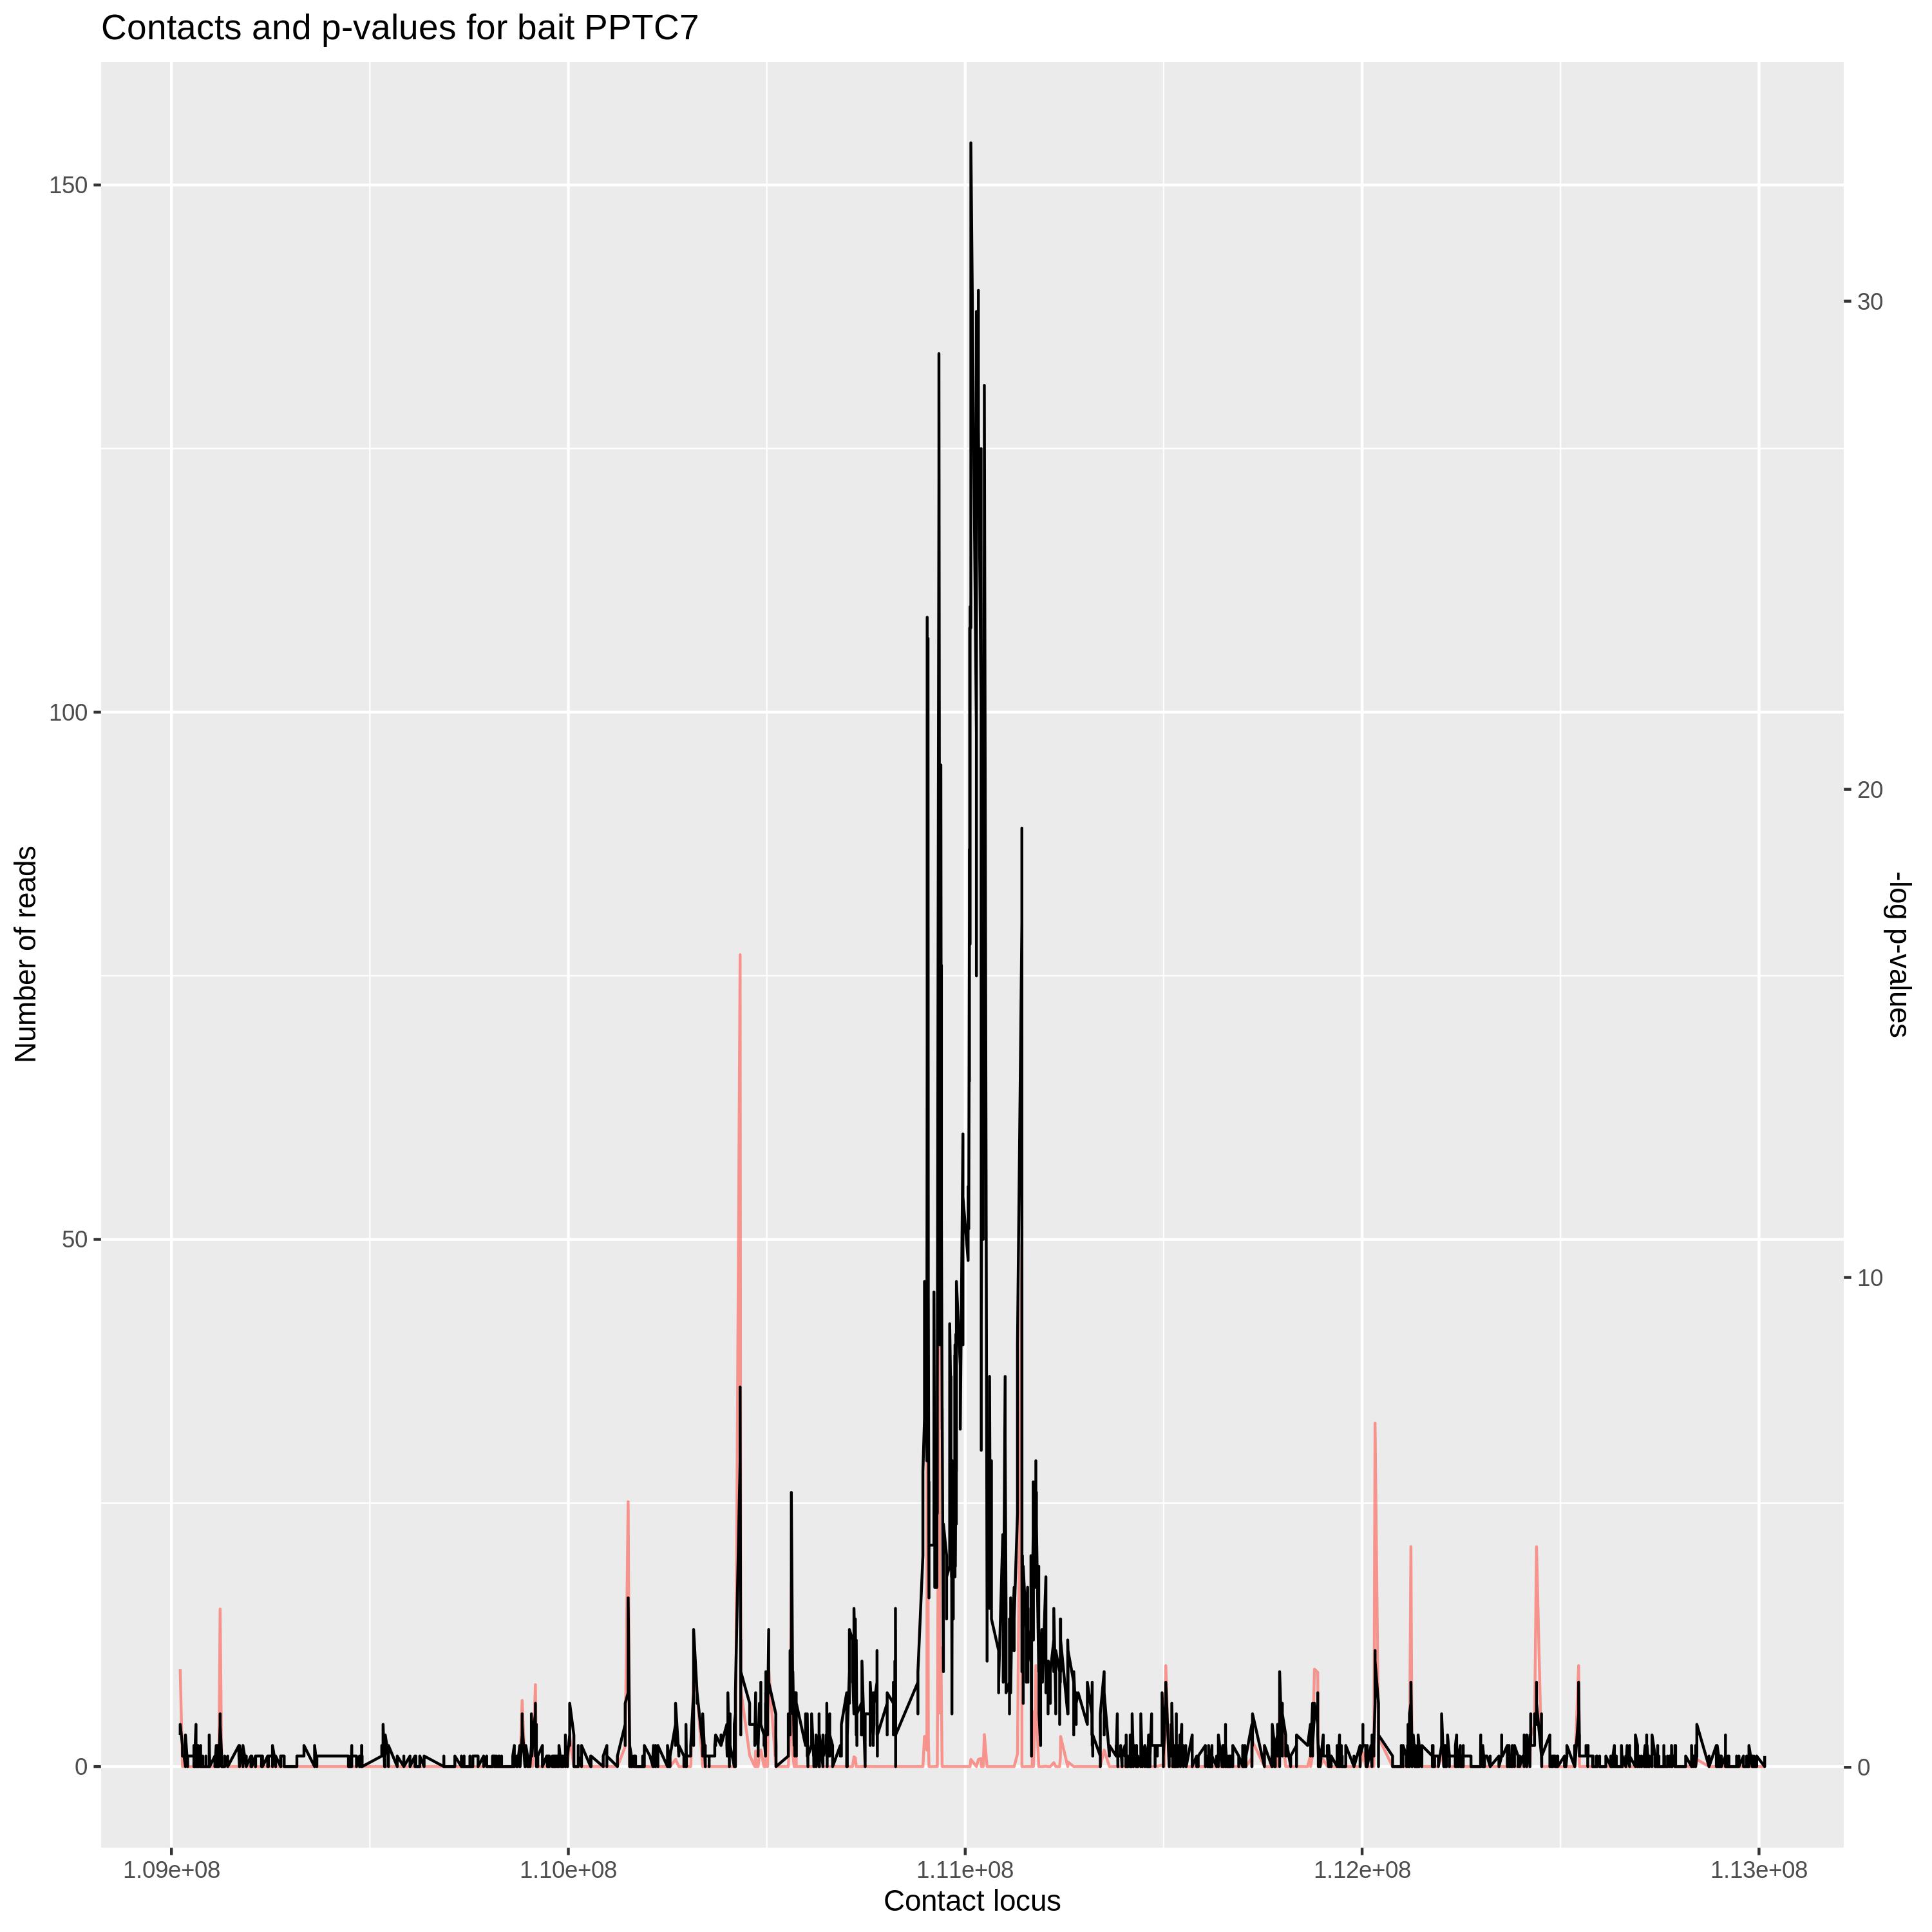 Contacts and p-values for bait PPTC7
150
100
50
0
30
20
10
0
Number of reads
-log p-values
1.09e+08 1.10e+08 1.11e+08 1.12e+08 1.13e+08
Contact locus